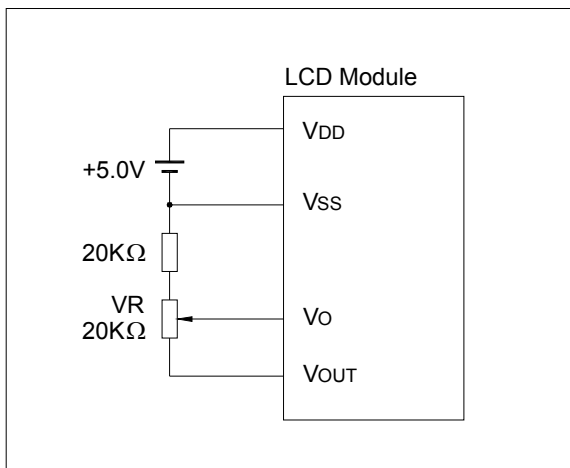 LCD Module
VDD
+5.0V
VSS
20KΩ
VR
20KΩ
VO
VOUT